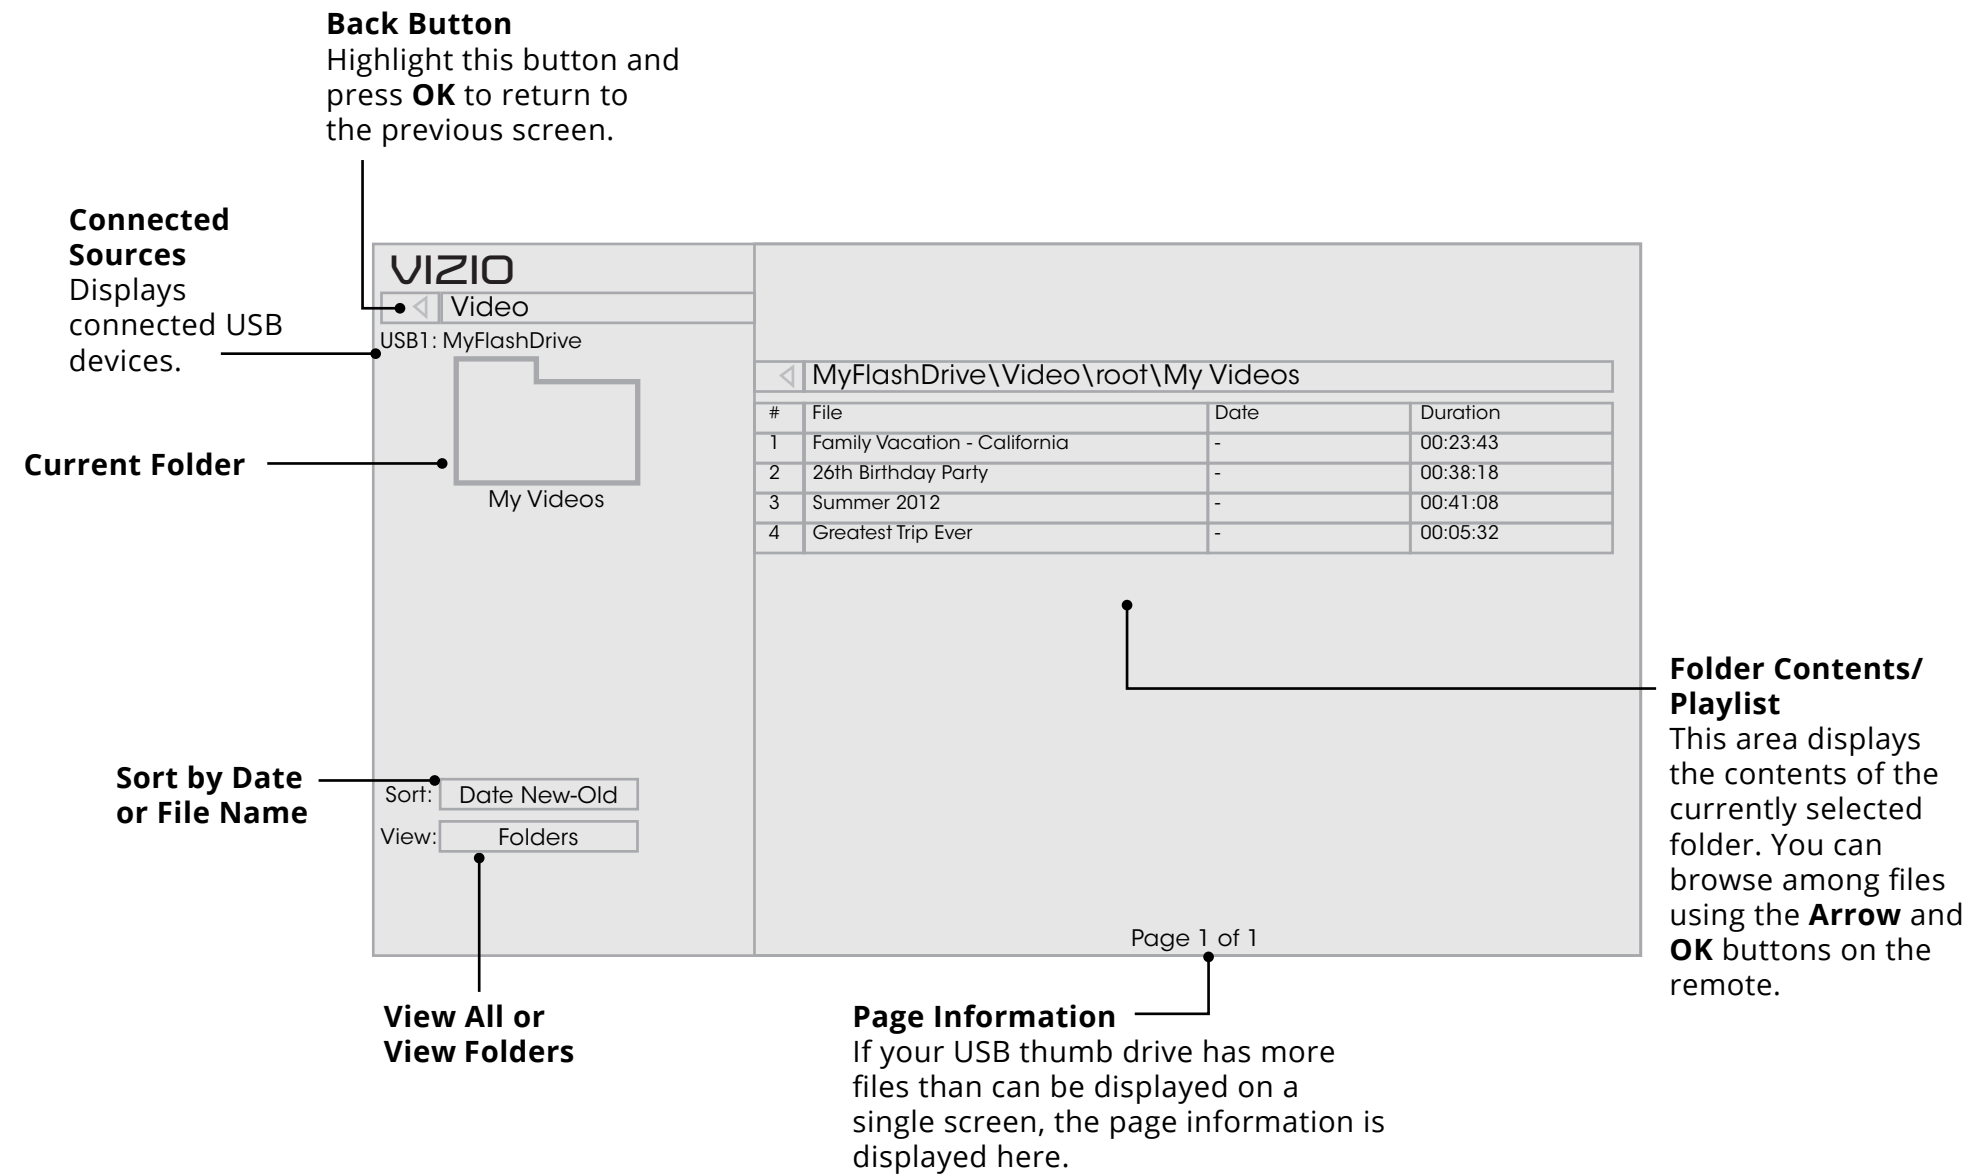 Back Button
Highlight this button and
press OK to return to
the previous screen.
Connected
Sources
Displays
connected USB
devices.
Current Folder
Sort by Date
or File Name
VIZIO
Video
USB1: MyFlashDrive
My Videos
Sort: Date New-Old
View: Folders
MyFlashDrive\Video\root\My Videos
# File Date Duration
1 Family Vacation - California - 00:23:43
2 26th Birthday Party - 00:38:18
3 Summer 2012 - 00:41:08
4 Greatest Trip Ever - 00:05:32
Page 1 of 1
Folder Contents/
Playlist
This area displays
the contents of the
currently selected
folder. You can
browse among files
using the Arrow and
OK buttons on the
remote.
View All or
View Folders
Page Information
If your USB thumb drive has more
files than can be displayed on a
single screen, the page information is
displayed here.